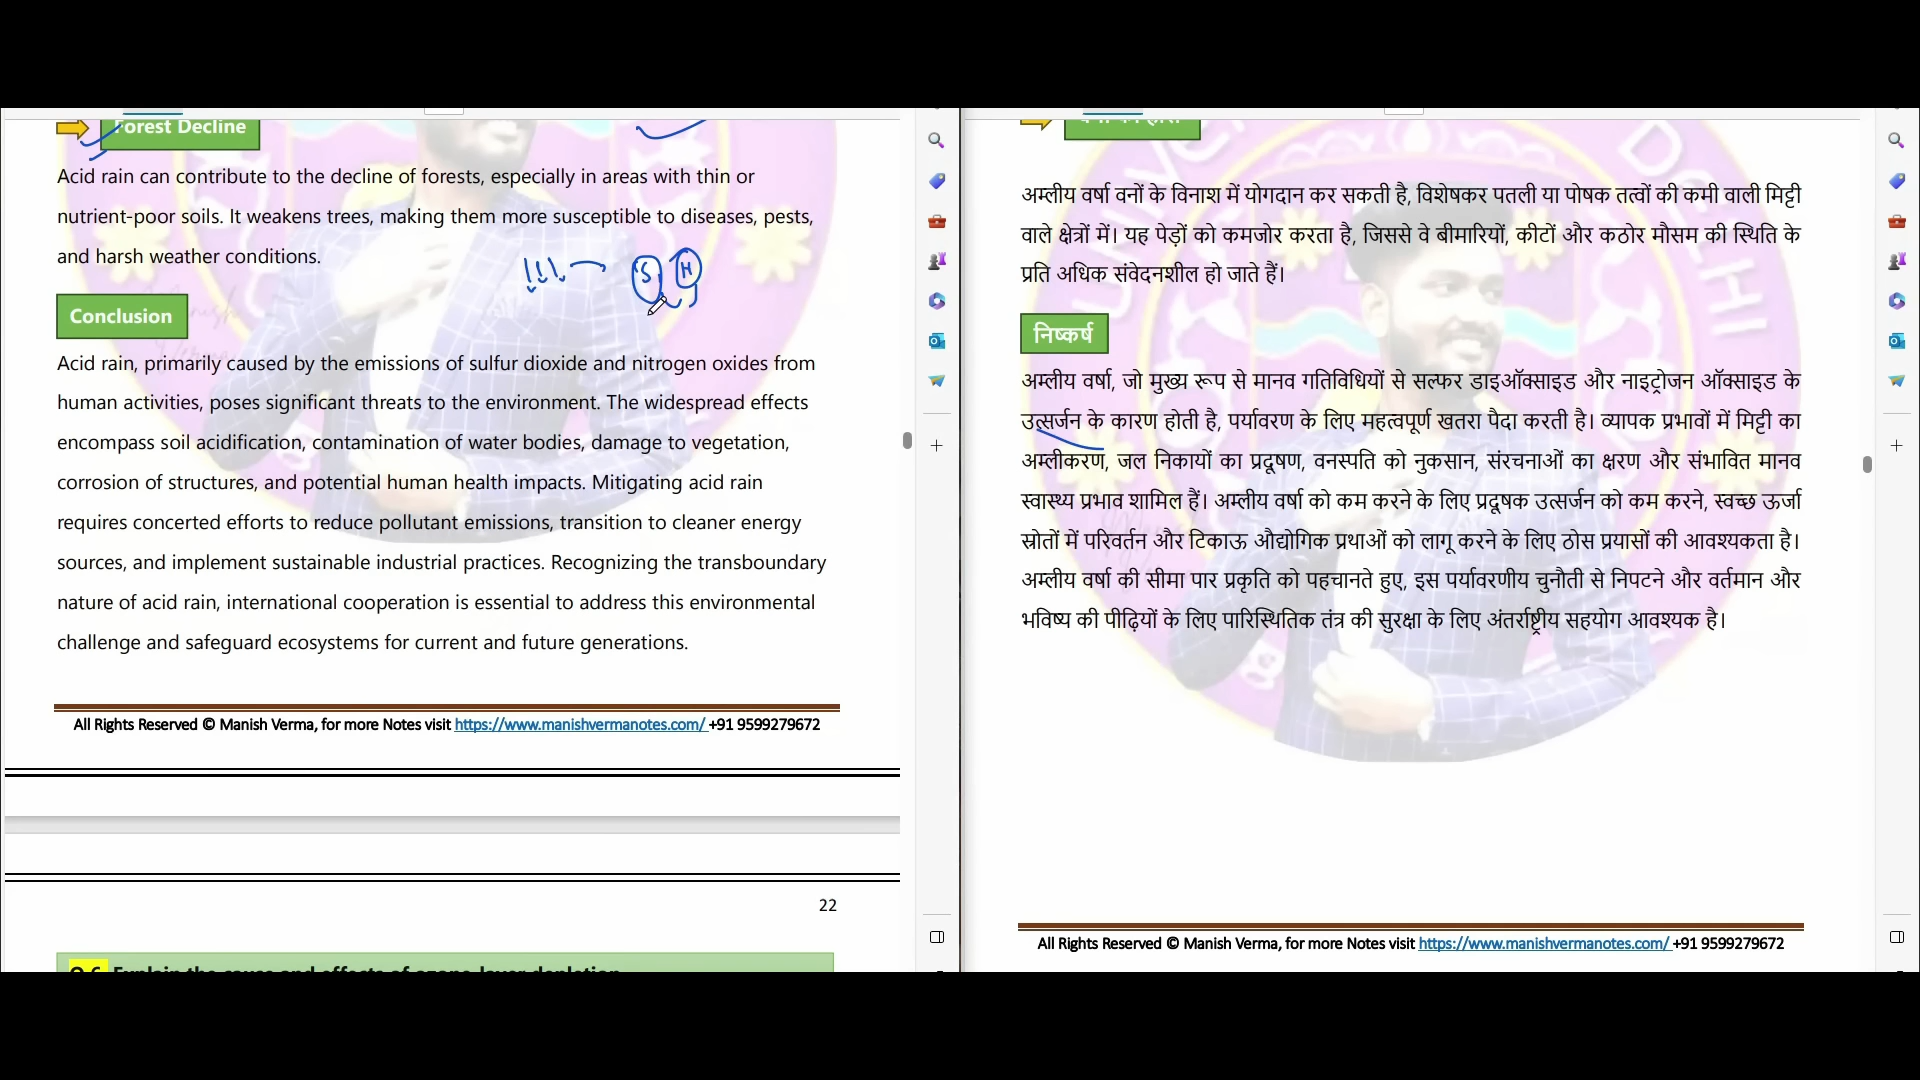 Forest Decline
Acid rain can contribute to the decline of forests, especially in areas with thin or
nutrient-poor soils. It weakens trees, making them more susceptible to diseases, pests,
and harsh weather conditions.
S H
Conclusion
Acid rain, primarily caused by the emissions of sulfur dioxide and nitrogen oxides from
human activities, poses significant threats to the environment. The widespread effects
encompass soil acidification, contamination of water bodies, damage to vegetation,
corrosion of structures, and potential human health impacts. Mitigating acid rain
requires concerted efforts to reduce pollutant emissions, transition to cleaner energy
sources, and implement sustainable industrial practices. Recognizing the transboundary
nature of acid rain, international cooperation is essential to address this environmental
challenge and safeguard ecosystems for current and future generations.
All Rights Reserved © Manish Verma, for more Notes visit https://www.manishvermanotes.com/ +91 9599279672
22
Q.6 Explain the cause and effects of ozone layer depletion
अम्लीय वर्षा वनों के विनाश में योगदान कर सकती है, विशेषकर पतली या पोषक तत्वों की कमी वाली मिट्टी
वाले क्षेत्रों में। यह पेड़ों को कमजोर करता है, जिससे वे बीमारियों, कीटों और कठोर मौसम की स्थिति के
प्रति अधिक संवेदनशील हो जाते हैं।
निष्कर्ष
अम्लीय वर्षा, जो मुख्य रूप से मानव गतिविधियों से सल्फर डाइऑक्साइड और नाइट्रोजन ऑक्साइड के
उत्सर्जन के कारण होती है, पर्यावरण के लिए महत्वपूर्ण खतरा पैदा करती है। व्यापक प्रभावों में मिट्टी का
अम्लीकरण, जल निकायों का प्रदूषण, वनस्पति को नुकसान, संरचनाओं का क्षरण और संभावित मानव
स्वास्थ्य प्रभाव शामिल हैं। अम्लीय वर्षा को कम करने के लिए प्रदूषक उत्सर्जन को कम करने, स्वच्छ ऊर्जा
स्रोतों में परिवर्तन और टिकाऊ औद्योगिक प्रथाओं को लागू करने के लिए ठोस प्रयासों की आवश्यकता है।
अम्लीय वर्षा की सीमा पार प्रकृति को पहचानते हुए, इस पर्यावरणीय चुनौती से निपटने और वर्तमान और
भविष्य की पीढ़ियों के लिए पारिस्थितिक तंत्र की सुरक्षा के लिए अंतर्राष्ट्रीय सहयोग आवश्यक है।
All Rights Reserved © Manish Verma, for more Notes visit https://www.manishvermanotes.com/ +91 9599279672